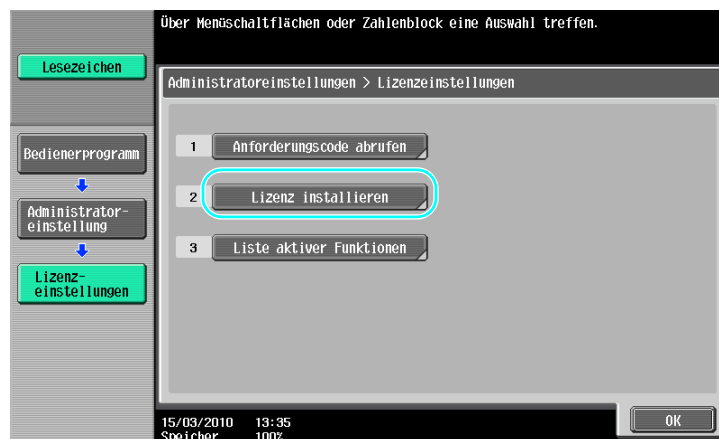 Über Menüschaltflächen oder Zahlenblock eine Auswahl treffen.
Lesezeichen
Administratoreinstellungen > Lizenzeinstellungen
Bedienerprogramm
Administrator-
einstellung
Lizenz-
einstellungen
1 Anforderungscode abrufen
2 Lizenz installieren
3 Liste aktiver Funktionen
15/03/2010 13:35
Speicher 100%
OK